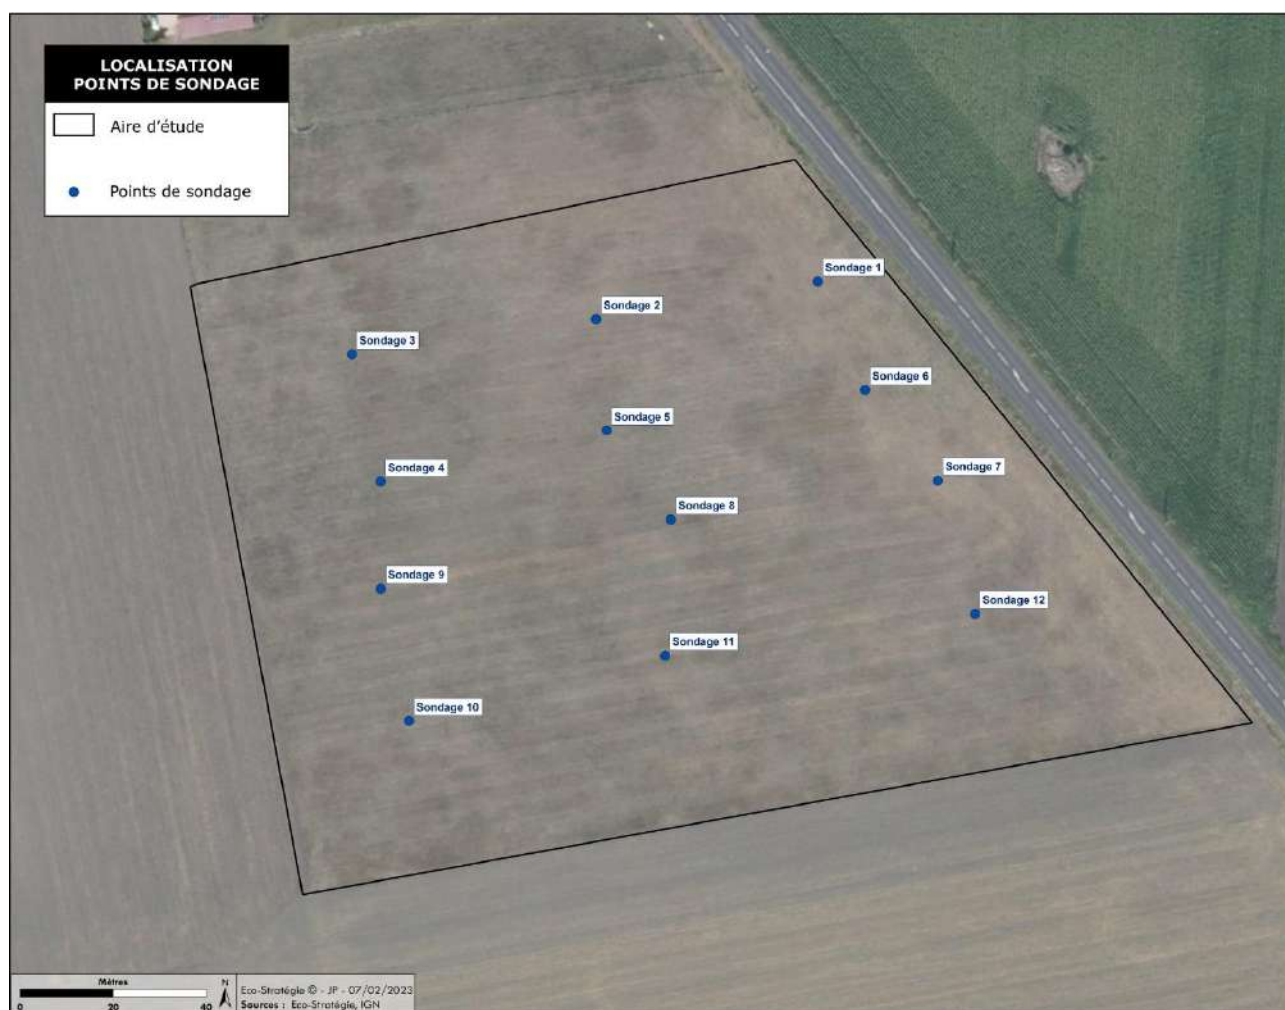 LOCALISATION
POINTS DE SONDAGE
Aire d'étude
Points de sondage
Sondage 1
Sondage 2
Sondage 3
Sondage 6
Sondage 5
Sondage 4
Sondage 7
Sondage 8
Sondage 9
Sondage 12
Sondage 11
Sondage 10
Mètres
0 20 40
N
Eco-Stratégie © - JP - 07/02/2023
Sources : Eco-Stratégie, IGN